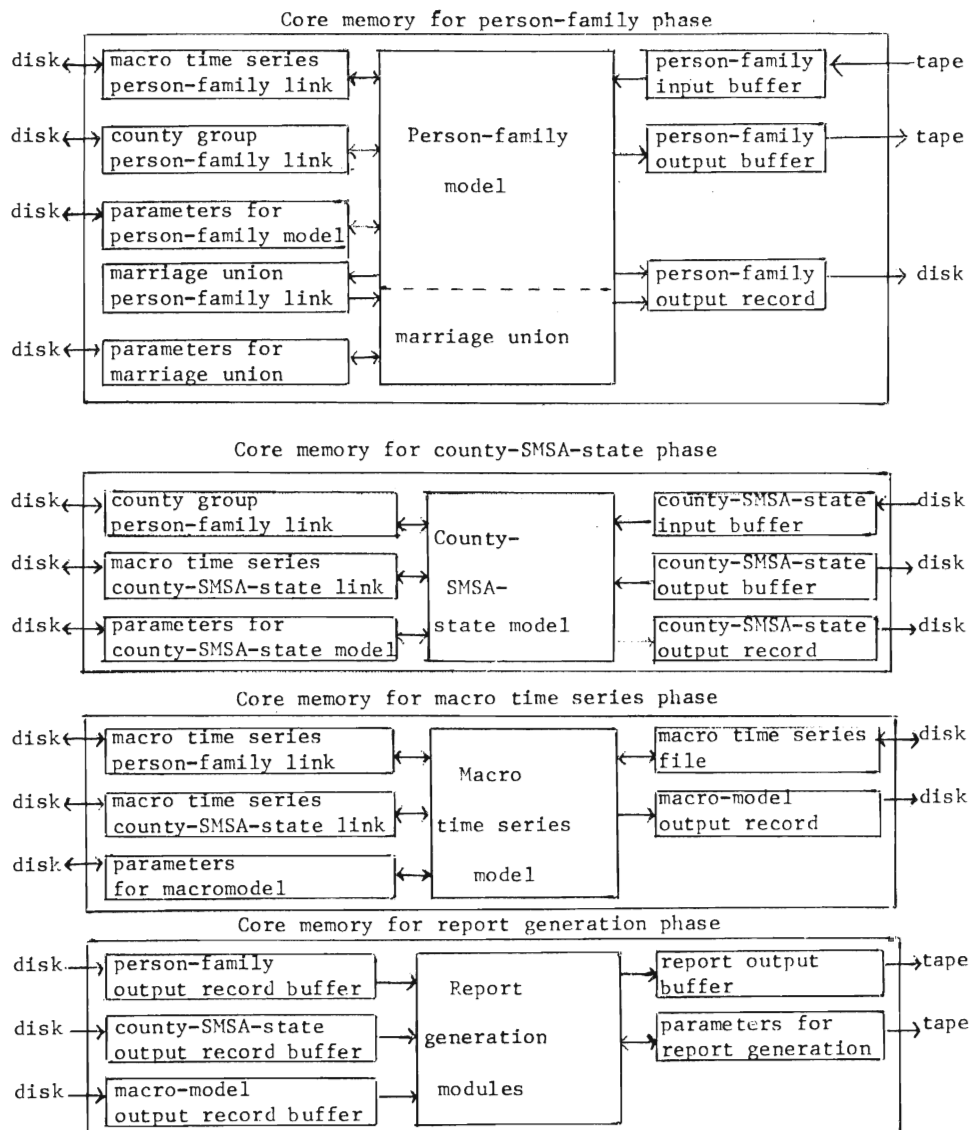 Core memory for person-family phase
disk
macro time series
person-family link
disk
county group
person-family link
disk
parameters for
person-family model
marriage union
person-family link
disk
parameters for
marriage union
Person-family
model
marriage union
person-family
input buffer
tape
person-family
output buffer
tape
person-family
output record
disk
Core memory for county-SMSA-state phase
disk
county group
person-family link
disk
macro time series
county-SMSA-state link
disk
parameters for
county-SMSA-state model
County-
SMSA-
state model
county-SMSA-state
input buffer
disk
county-SMSA-state
output buffer
disk
county-SMSA-state
output record
disk
Core memory for macro time series phase
disk
macro time series
person-family link
disk
macro time series
county-SMSA-state link
disk
parameters
for macromodel
Macro
time series
model
macro time series
file
disk
macro-model
output record
disk
Core memory for report generation phase
disk
person-family
output record buffer
disk
county-SMSA-state
output record buffer
disk
macro-model
output record buffer
Report
generation
modules
report output
buffer
tape
parameters for
report generation
tape